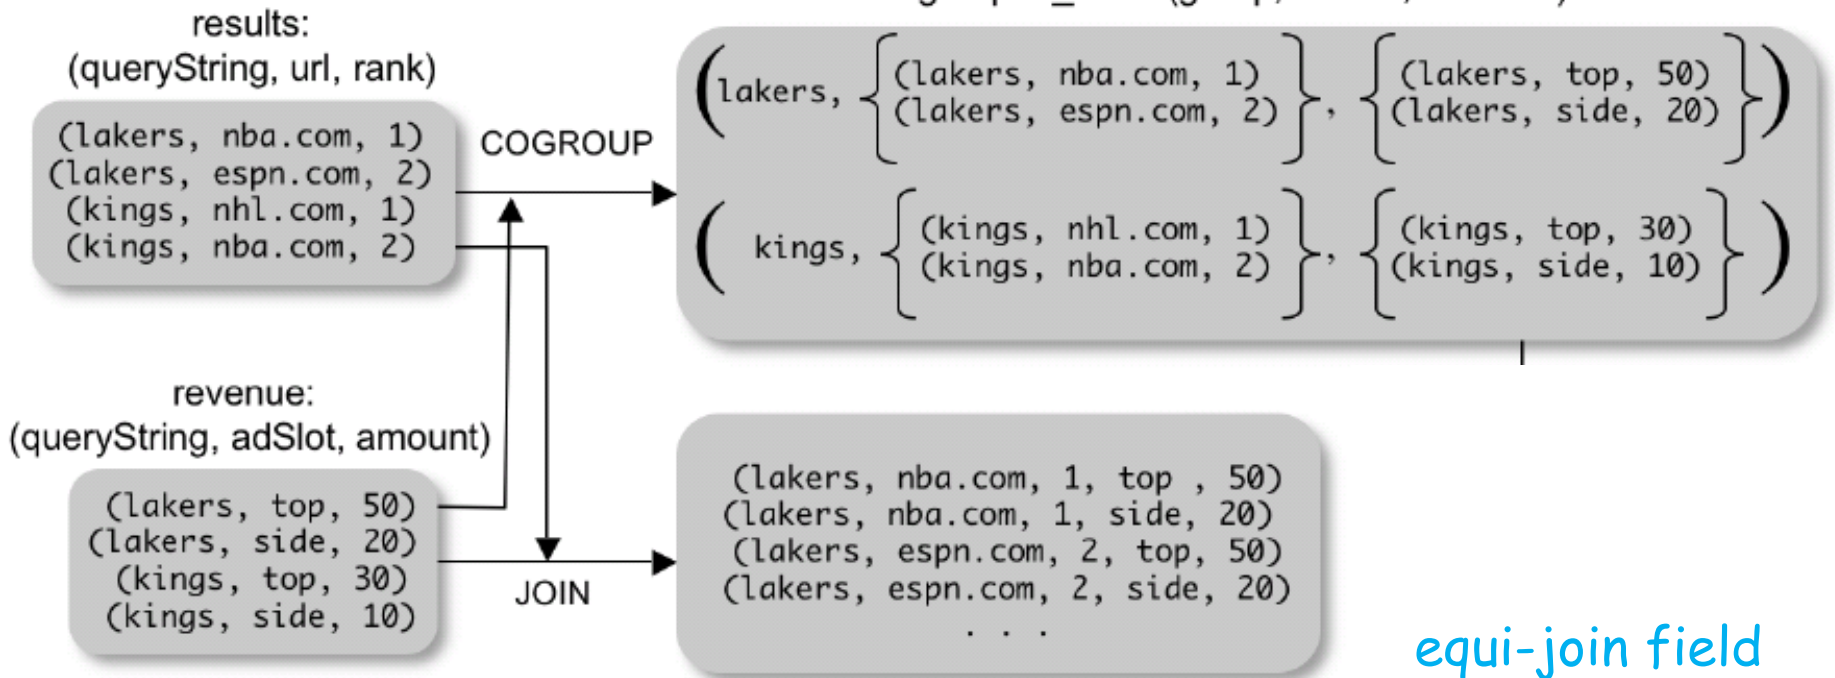 results:
(queryString, url, rank)
(lakers, nba.com, 1)
(lakers, espn.com, 2)
(kings, nhl.com, 1)
(kings, nba.com, 2)
COGROUP
(lakers, {(lakers, nba.com, 1)
(lakers, espn.com, 2)}, {(lakers, top, 50)
(lakers, side, 20)})
(kings, {(kings, nhl.com, 1)
(kings, nba.com, 2)}, {(kings, top, 30)
(kings, side, 10)})
revenue:
(queryString, adSlot, amount)
(lakers, top, 50)
(lakers, side, 20)
(kings, top, 30)
(kings, side, 10)
JOIN
(lakers, nba.com, 1, top , 50)
(lakers, nba.com, 1, side, 20)
(lakers, espn.com, 2, top, 50)
(lakers, espn.com, 2, side, 20)
. . .
equi-join field